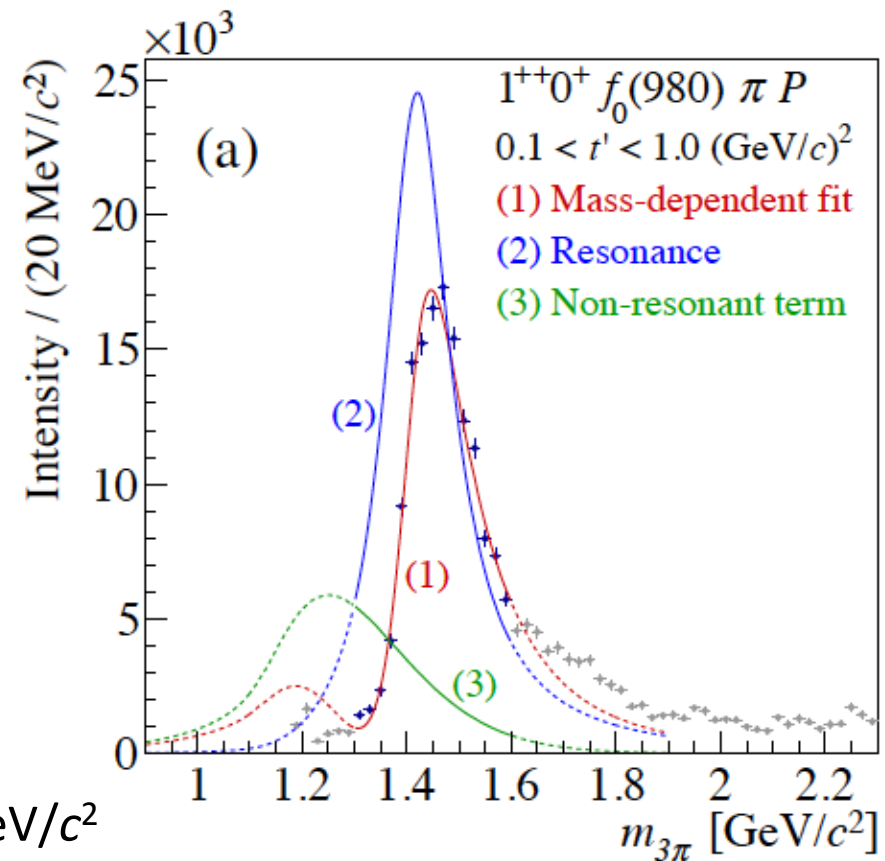 ×10³
Intensity / (20 MeV/c²)
25
20
15
10
5
0
(a)
1⁺⁺0⁺ f₀(980) π P
0.1 < t' < 1.0 (GeV/c)²
(1) Mass-dependent fit
(2) Resonance
(3) Non-resonant term
(2)
(1)
(3)
1 1.2 1.4 1.6 1.8 2 2.2
m₃π [GeV/c²]
eV/c²